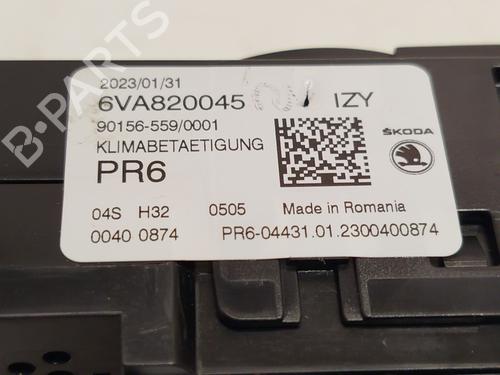 2023/01/31
6VA820045 IZY
90156-559/0001
KLIMABETAETIGUNG
PR6
ŠKODA
04S H32 0505 Made in Romania
0040 0874 PR6-04431.01.2300400874
B-PARTS